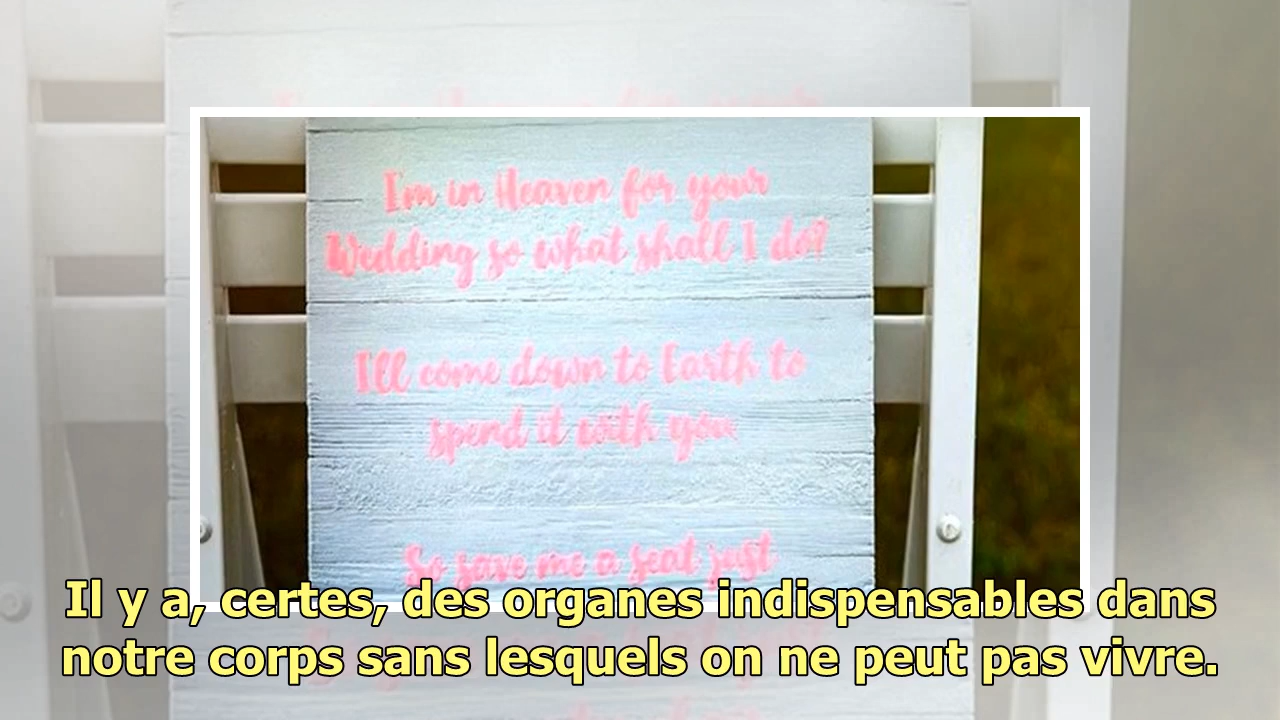 I'm in Heaven for your
Wedding so what shall I do?
I'll come down to Earth to
spend it with you
So save me a seat just
Il y a, certes, des organes indispensables dans
notre corps sans lesquels on ne peut pas vivre.